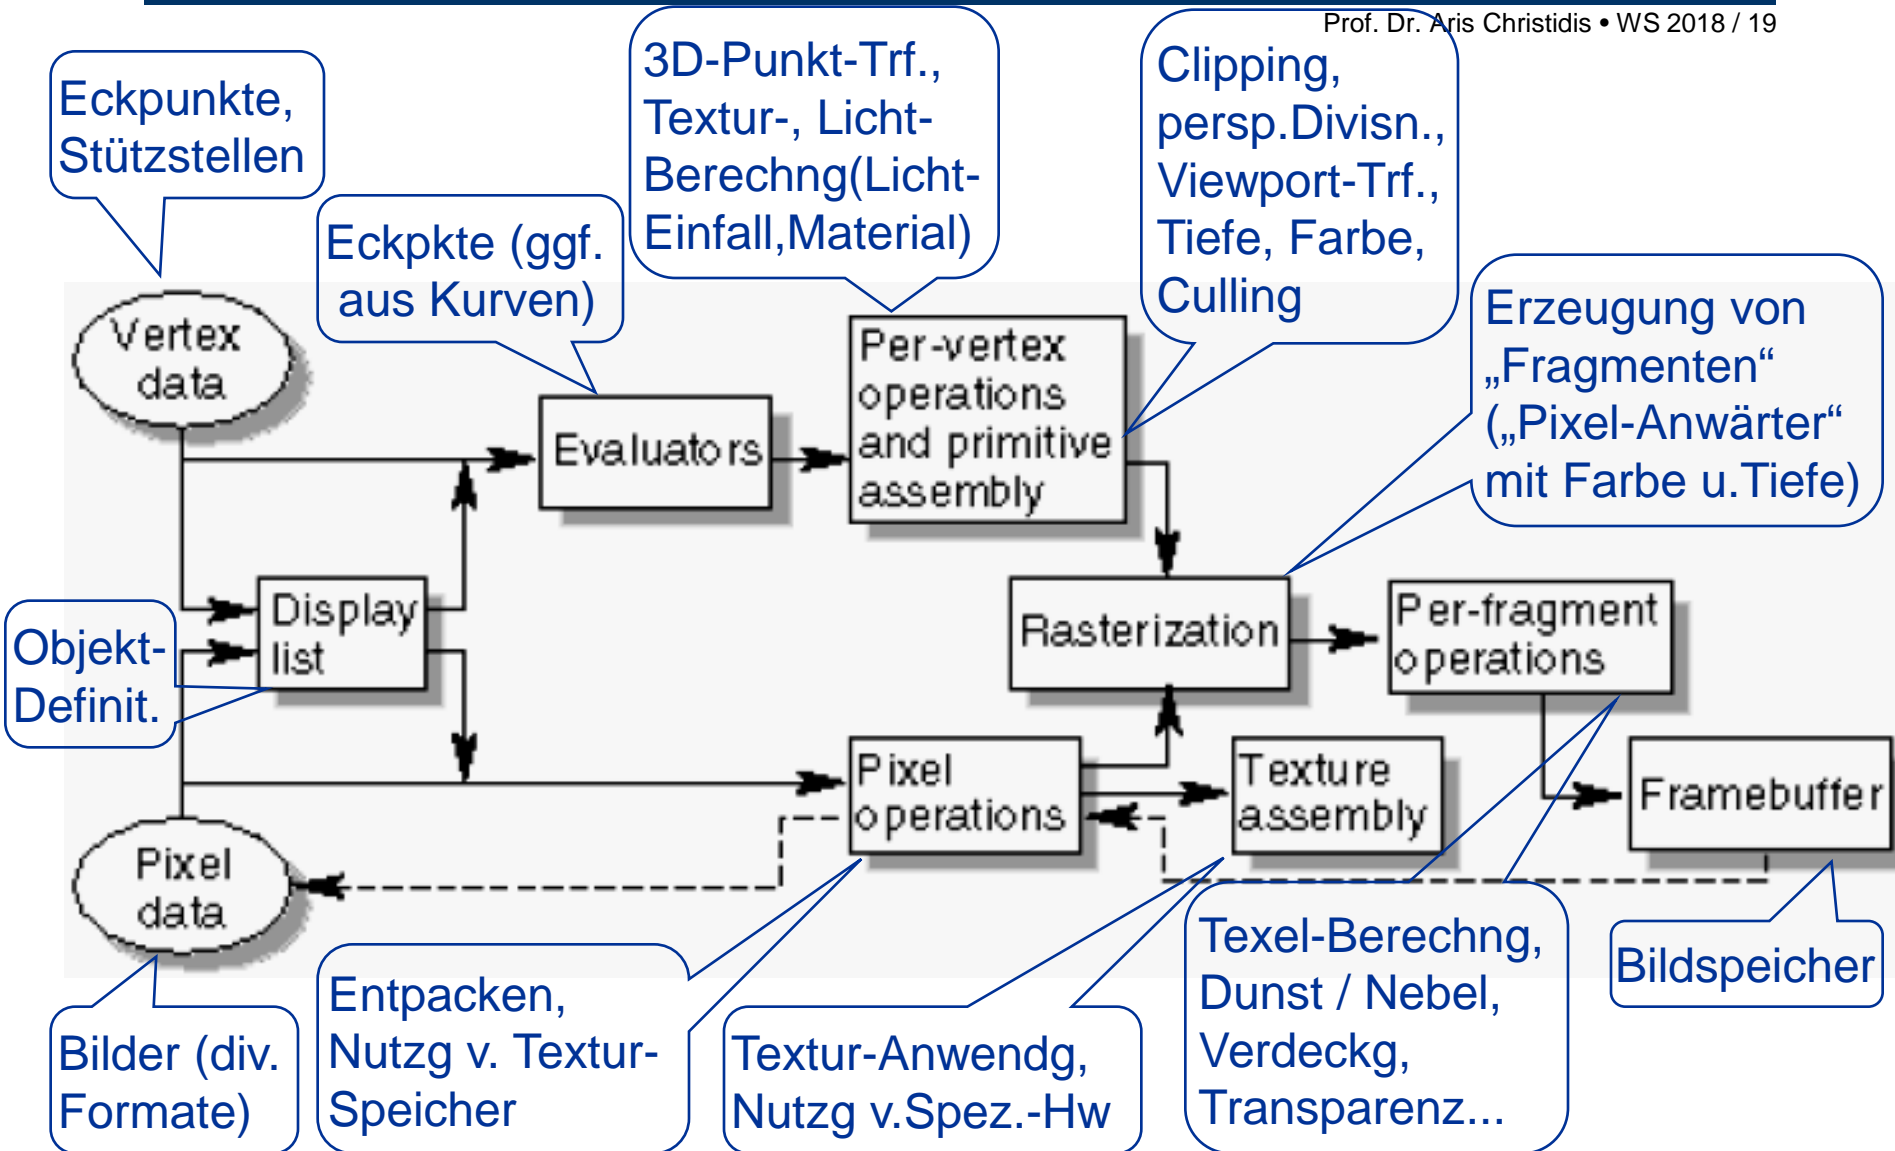 Prof. Dr. Aris Christidis • WS 2018 / 19
Eckpunkte,
Stützstellen
Eckpkte (ggf.
aus Kurven)
3D-Punkt-Trf.,
Textur-, Licht-
Berechng(Licht-
Einfall,Material)
Clipping,
persp.Divisn.,
Viewport-Trf.,
Tiefe, Farbe,
Culling
Erzeugung von
„Fragmenten“
(„Pixel-Anwärter“
mit Farbe u.Tiefe)
Vertex
data
Evaluators
Per-vertex
operations
and primitive
assembly
Display
list
Objekt-
Definit.
Rasterization
Per-fragment
operations
Pixel
operations
Texture
assembly
Framebuffer
Pixel
data
Bilder (div.
Formate)
Entpacken,
Nutzg v. Textur-
Speicher
Textur-Anwendg,
Nutzg v.Spez.-Hw
Texel-Berechng,
Dunst / Nebel,
Verdeckg,
Transparenz...
Bildspeicher